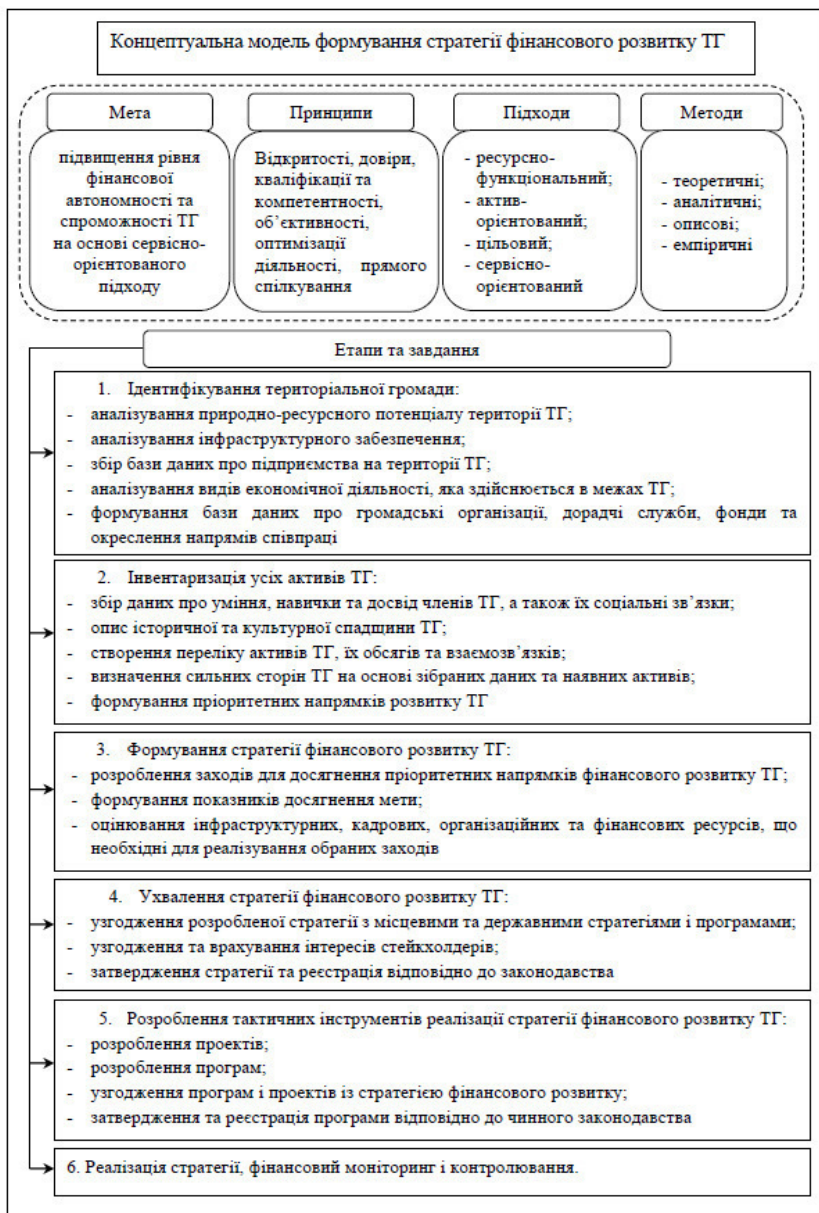 Концептуальна модель формування стратегії фінансового розвитку ТГ
Мета
підвищення рівня
фінансової
автономності та
спроможності ТГ
на основі сервісно-
орієнтованого
підходу
Принципи
Відкритості, довіри,
кваліфікації та
компетентності,
об’єктивності,
оптимізації
діяльності, прямого
спілкування
Підходи
- ресурсно-
функціональний;
- актив-
орієнтований;
- цільовий;
- сервісно-
орієнтований
Методи
- теоретичні;
- аналітичні;
- описові;
- емпіричні
Етапи та завдання
1. Ідентифікування територіальної громади:
- аналізування природно-ресурсного потенціалу території ТГ;
- аналізування інфраструктурного забезпечення;
- збір бази даних про підприємства на території ТГ;
- аналізування видів економічної діяльності, яка здійснюється в межах ТГ;
- формування бази даних про громадські організації, дорадчі служби, фонди та
окреслення напрямів співпраці
2. Інвентаризація усіх активів ТГ:
- збір даних про уміння, навички та досвід членів ТГ, а також їх соціальні зв’язки;
- опис історичної та культурної спадщини ТГ;
- створення переліку активів ТГ, їх обсягів та взаємозв’язків;
- визначення сильних сторін ТГ на основі зібраних даних та наявних активів;
- формування пріоритетних напрямків розвитку ТГ
3. Формування стратегії фінансового розвитку ТГ:
- розроблення заходів для досягнення пріоритетних напрямків фінансового розвитку ТГ;
- формування показників досягнення мети;
- оцінювання інфраструктурних, кадрових, організаційних та фінансових ресурсів, що
необхідні для реалізування обраних заходів
4. Ухвалення стратегії фінансового розвитку ТГ:
- узгодження розробленої стратегії з місцевими та державними стратегіями і програмами;
- узгодження та врахування інтересів стейкхолдерів;
- затвердження стратегії та реєстрація відповідно до законодавства
5. Розроблення тактичних інструментів реалізації стратегії фінансового розвитку ТГ:
- розроблення проектів;
- розроблення програм;
- узгодження програм і проектів із стратегією фінансового розвитку;
- затвердження та реєстрація програми відповідно до чинного законодавства
6. Реалізація стратегії, фінансовий моніторинг і контролювання.